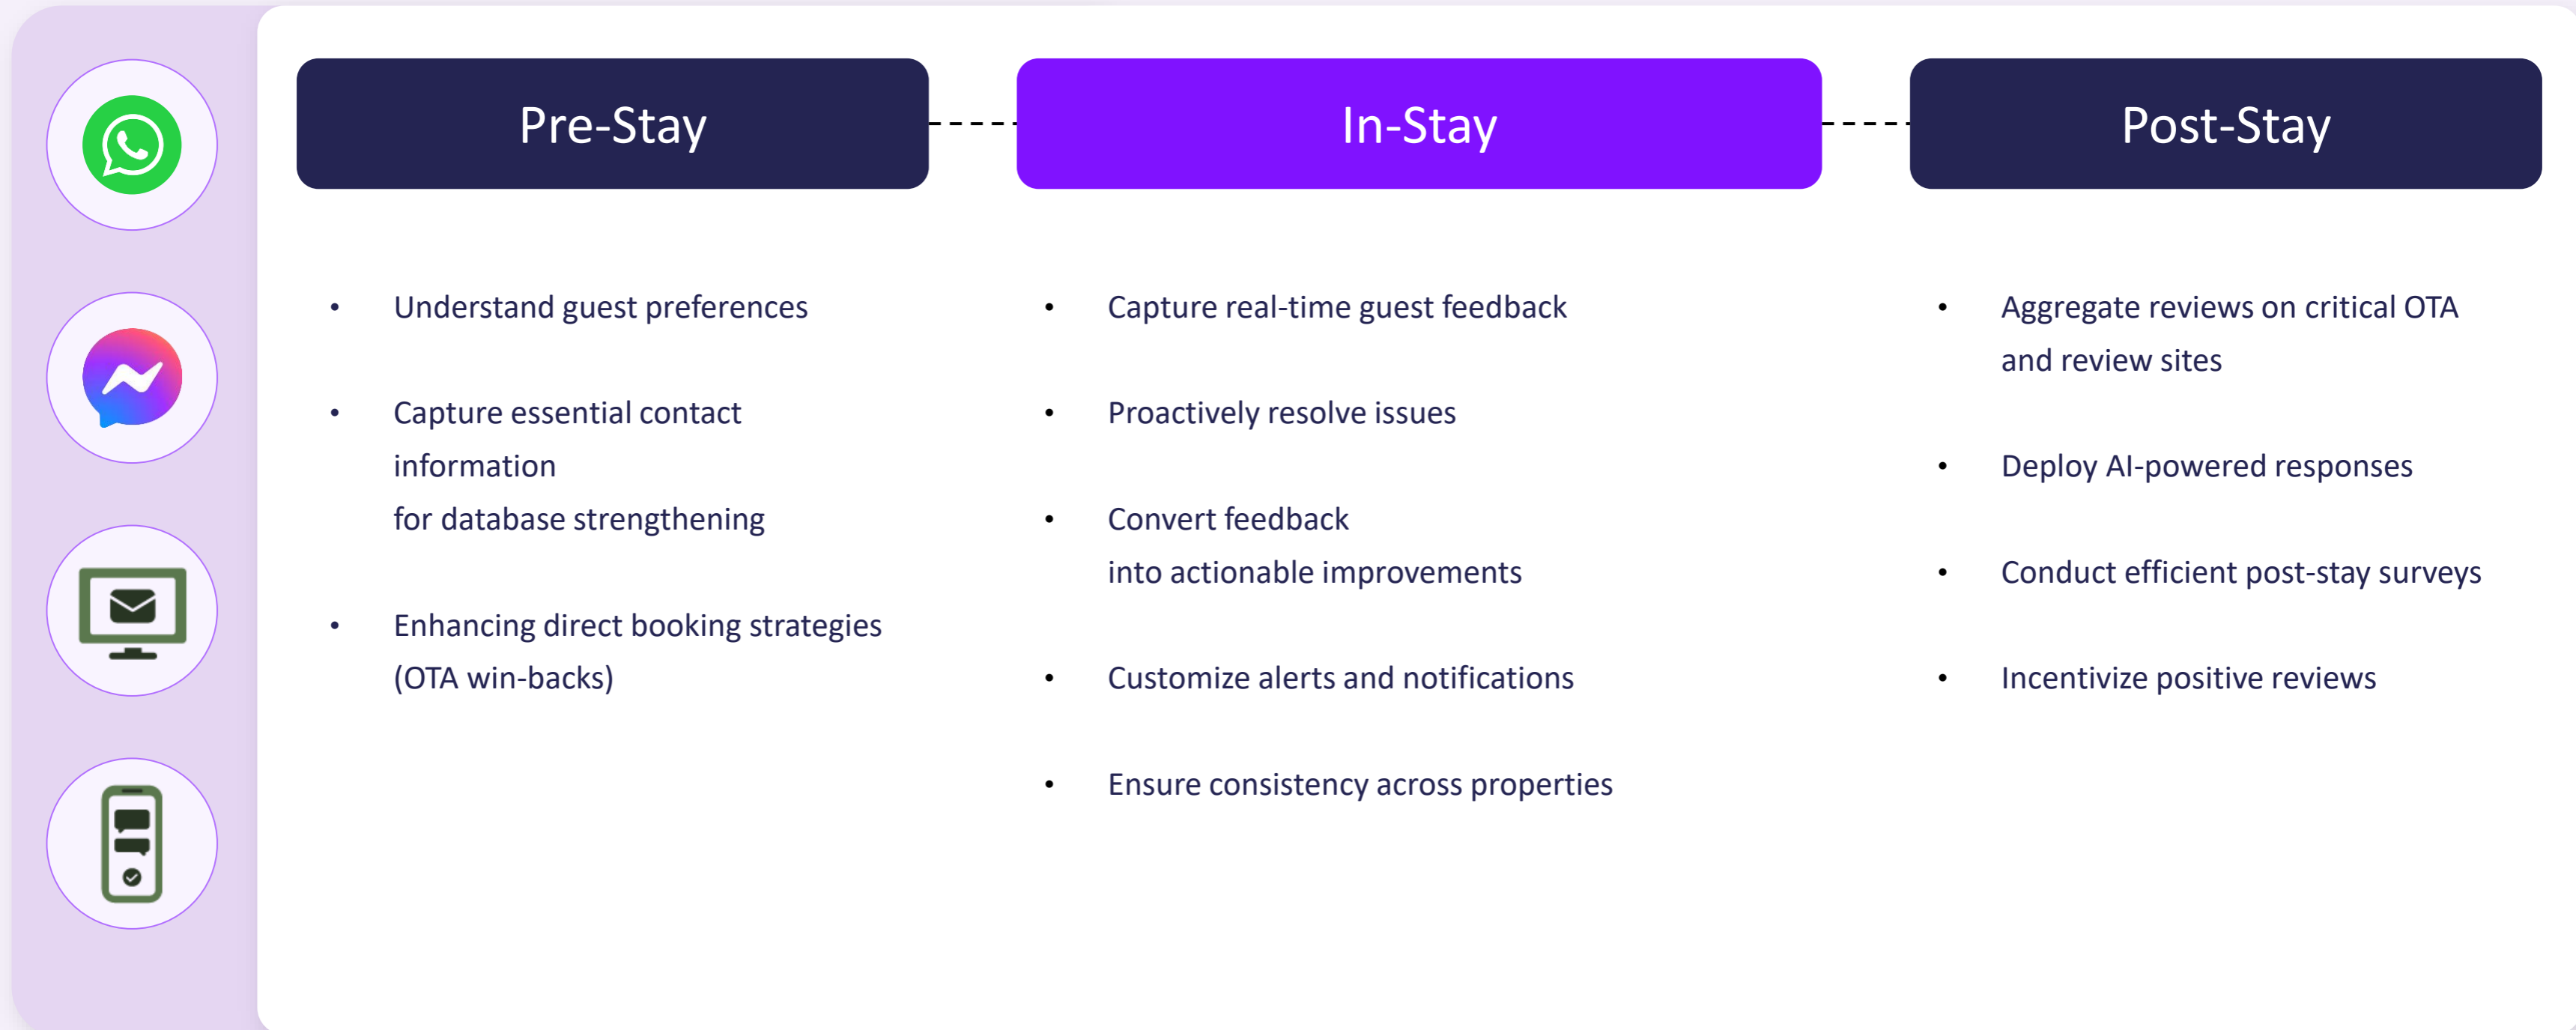 Pre-Stay
In-Stay
Post-Stay
• Understand guest preferences
• Capture essential contact
information
for database strengthening
• Enhancing direct booking strategies
(OTA win-backs)
• Capture real-time guest feedback
• Proactively resolve issues
• Convert feedback
into actionable improvements
• Customize alerts and notifications
• Ensure consistency across properties
• Aggregate reviews on critical OTA
and review sites
• Deploy AI-powered responses
• Conduct efficient post-stay surveys
• Incentivize positive reviews